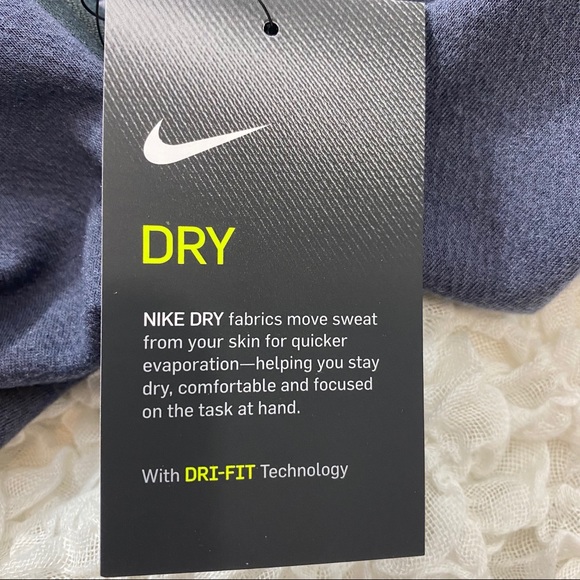 DRY
NIKE DRY fabrics move sweat
from your skin for quicker
evaporation—helping you stay
dry, comfortable and focused
on the task at hand.
With DRI-FIT Technology